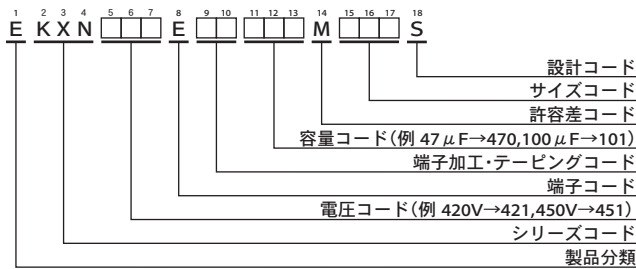 1 2 3 4 5 6 7 8 9 10 11 12 13 14 15 16 17 18
E K X N □□□ E □□ □□□ M □□□ S
設計コード
サイズコード
許容差コード
容量コード(例 47μF→470,100μF→101)
端子加工・テーピングコード
端子コード
電圧コード(例 420V→421,450V→451)
シリーズコード
製品分類